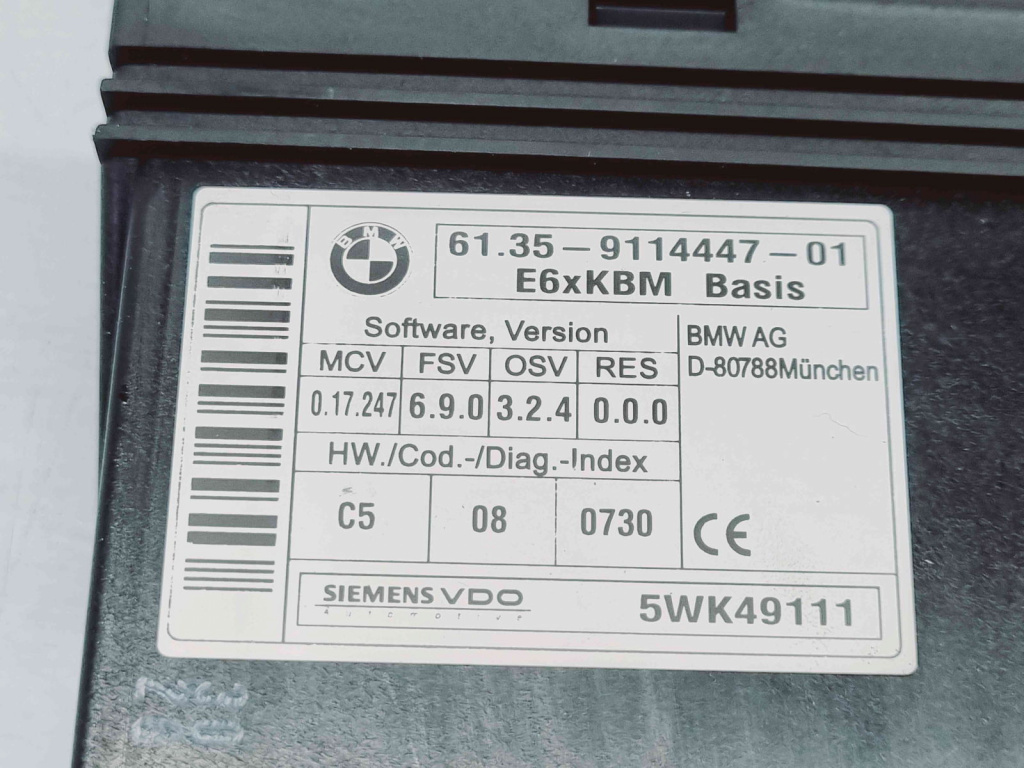 BMW
61.35-9114447-01
E6xKBM Basis
Software, Version
MCV FSV OSV RES
0.17.247 6.9.0 3.2.4 0.0.0
HW./Cod.-/Diag.-Index
C5 08 0730
BMW AG
D-80788München
CE
SIEMENS VDO
Automotive
5WK49111